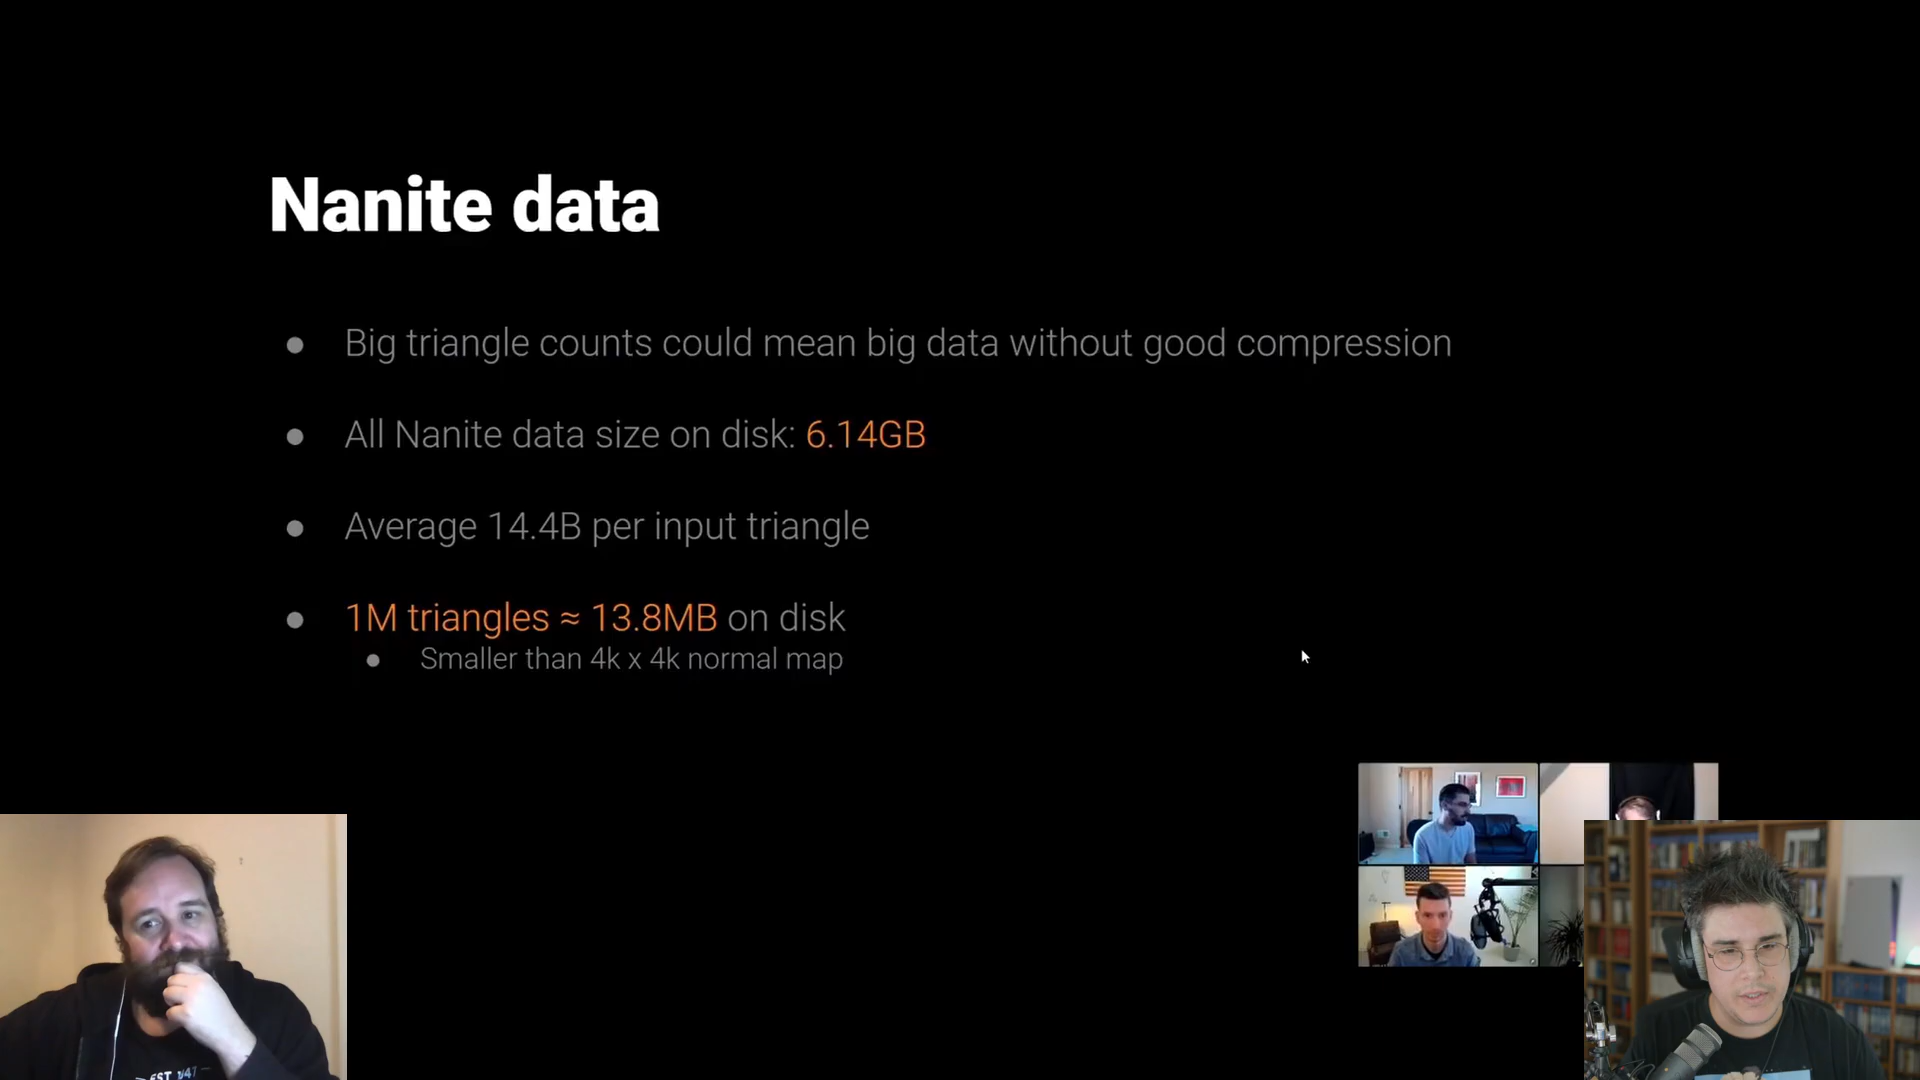 Nanite data
Big triangle counts could mean big data without good compression
All Nanite data size on disk: 6.14GB
Average 14.4B per input triangle
1M triangles ≈ 13.8MB on disk
Smaller than 4k x 4k normal map
EST